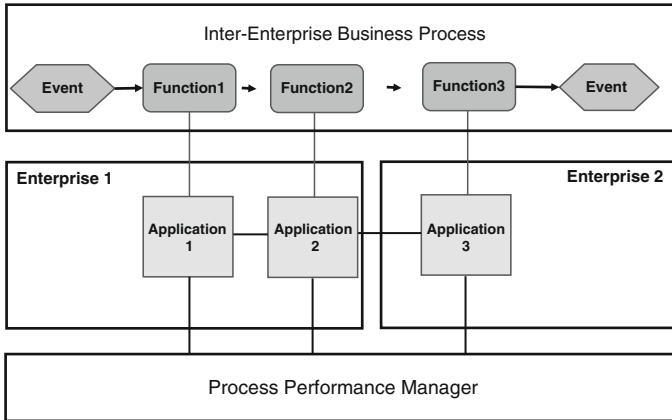 Inter-Enterprise Business Process
Event
Function1
Function2
Function3
Event
Enterprise 1
Enterprise 2
Application
1
Application
2
Application
3
Process Performance Manager